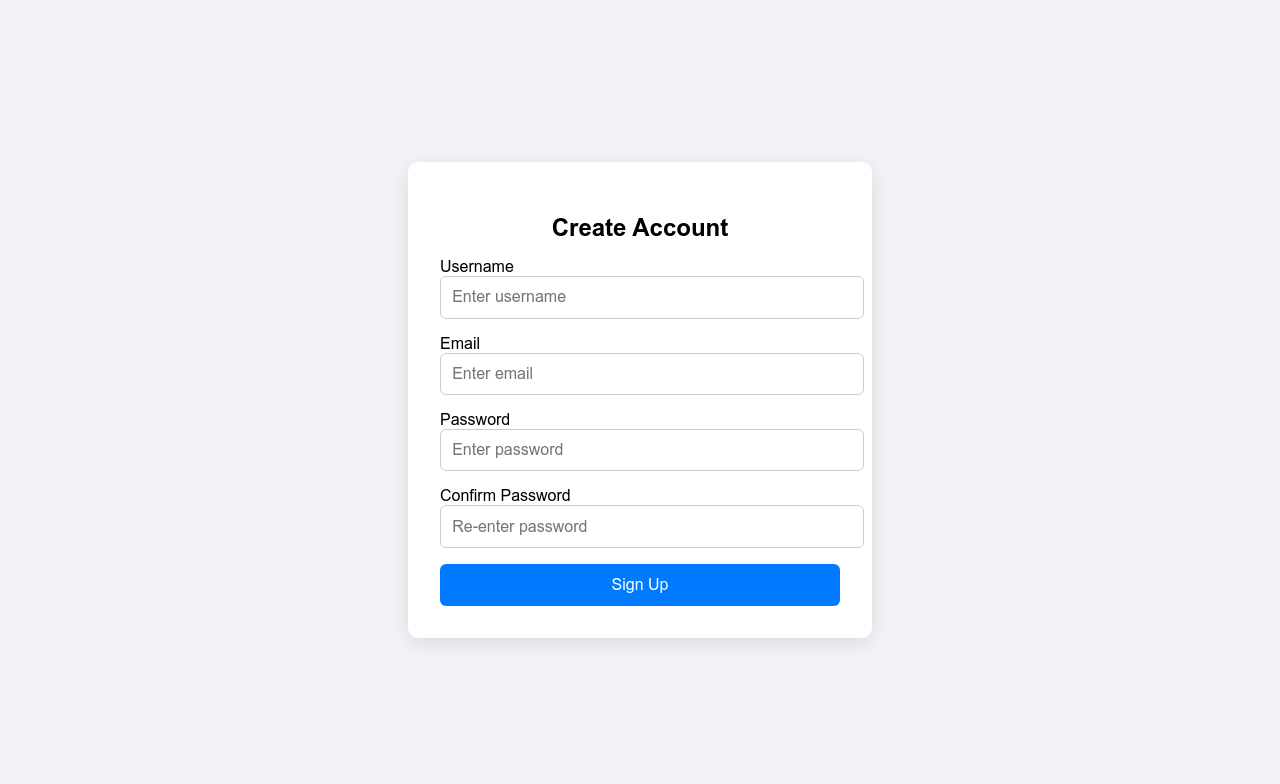 Create Account
Username
Enter username
Email
Enter email
Password
Enter password
Confirm Password
Re-enter password
Sign Up